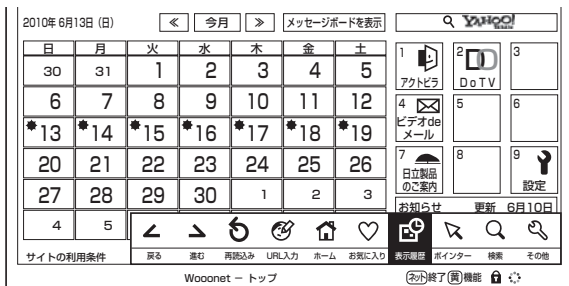 2010年 6月13日（日） ≪ 今月 ≫ メッセージボードを表示 YAHOO!
日 月 火 水 木 金 土
30 31 1 2 3 4 5
6 7 8 9 10 11 12
13 14 15 16 17 18 19
20 21 22 23 24 25 26
27 28 29 30 1 2 3
4 5
1 アクトビラ
2 DoTV
3
4 ビデオde
メール
5
6
7 日立製品
のご案内
8
9 設定
お知らせ 更新 6月10日
サイトの利用条件
戻る 進む 再読込み URL入力 ホーム お気に入り 表示履歴 ポインター 検索 その他
Wooonet － トップ ネット終了 黄機能